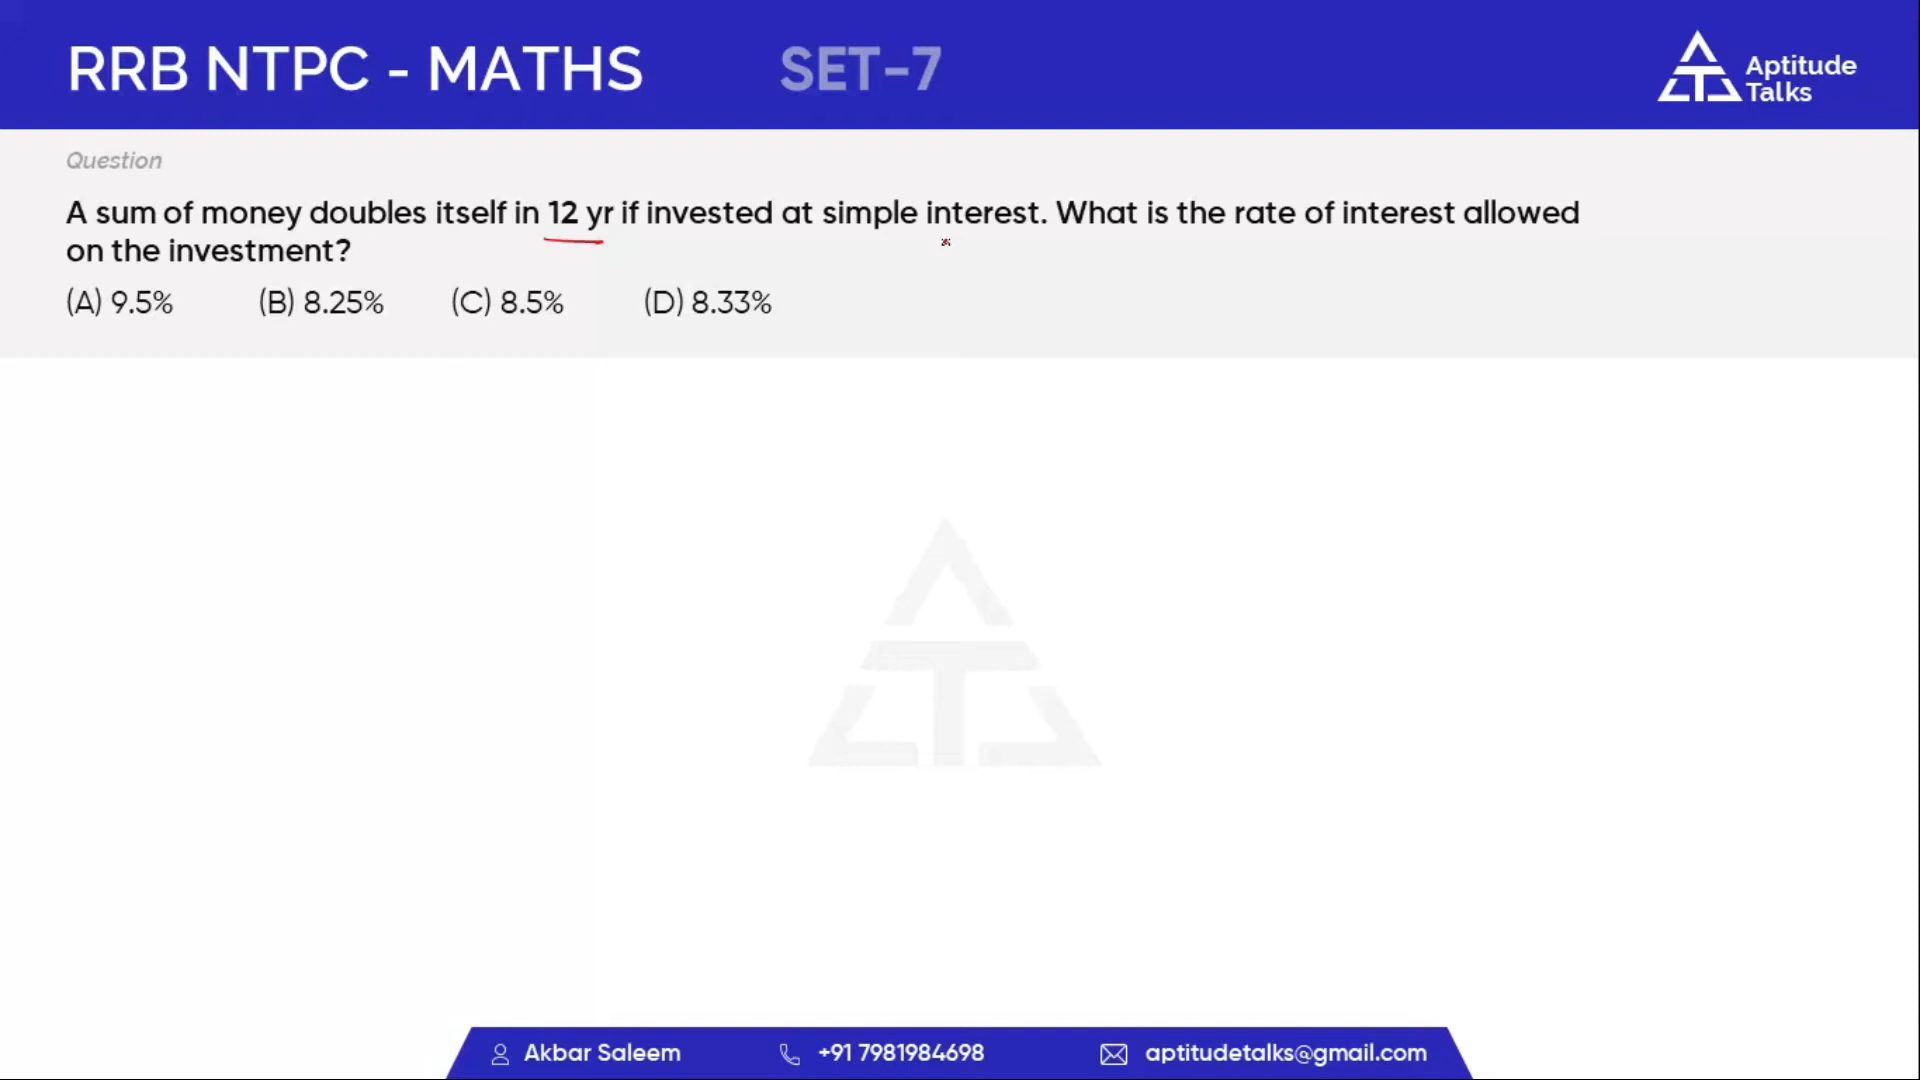 RRB NTPC - MATHS SET-7
Aptitude
Talks
Question
A sum of money doubles itself in 12 yr if invested at simple interest. What is the rate of interest allowed
on the investment?
(A) 9.5% (B) 8.25% (C) 8.5% (D) 8.33%
Akbar Saleem +91 7981984698 aptitudetalks@gmail.com